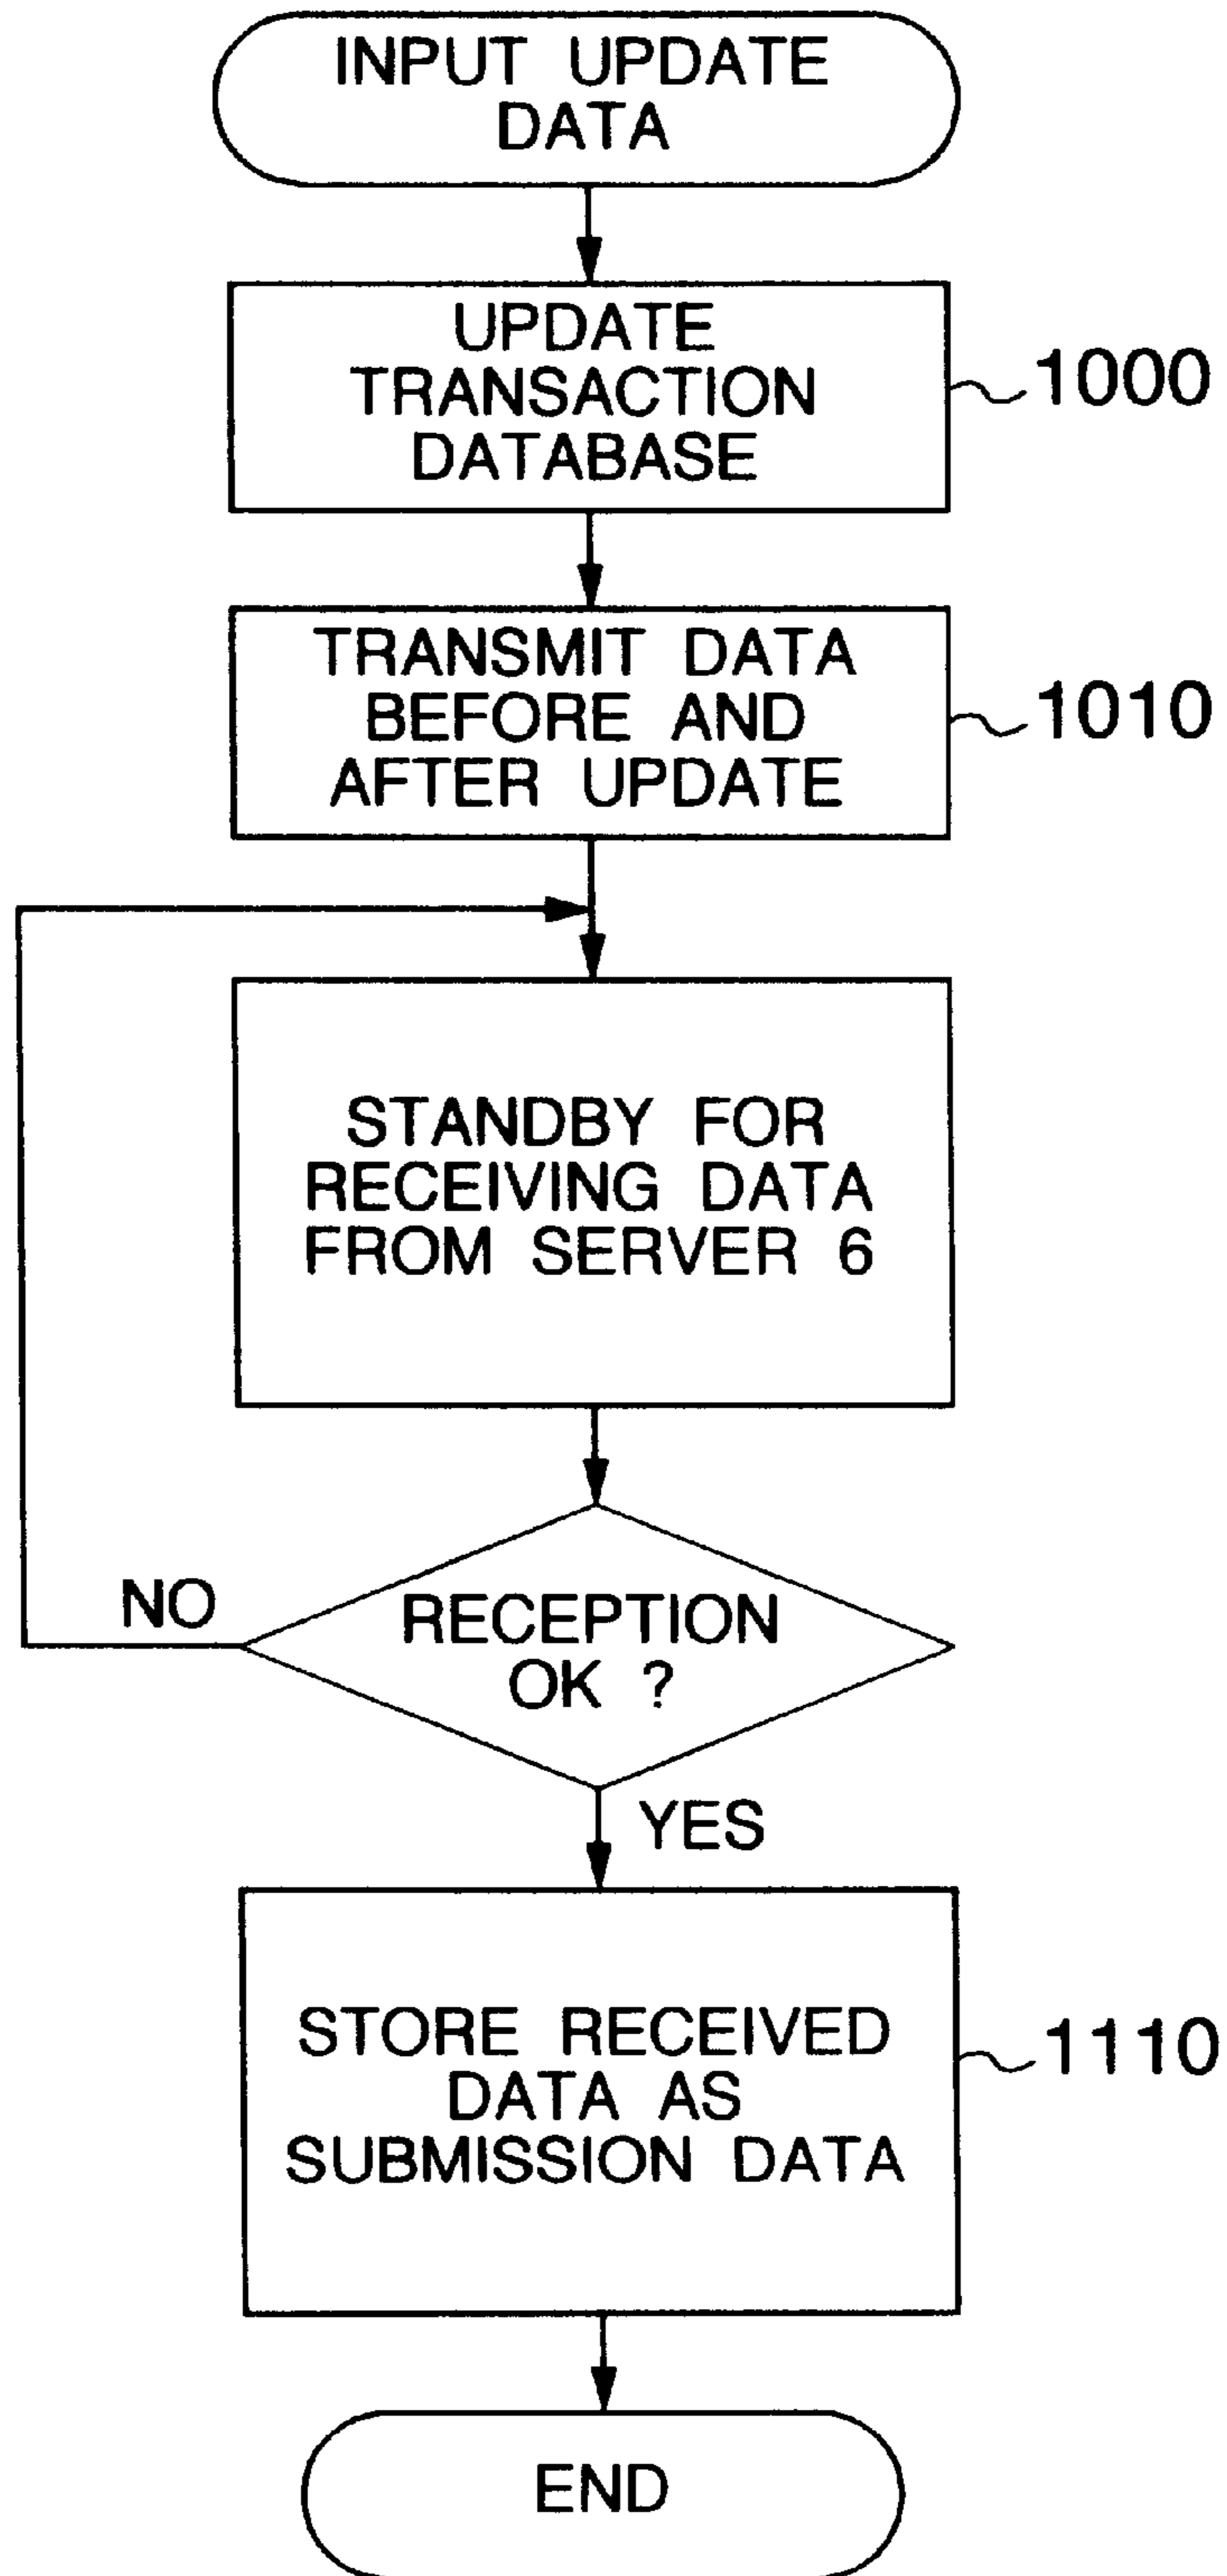 INPUT UPDATE
DATA
UPDATE
TRANSACTION
DATABASE
1000
TRANSMIT DATA
BEFORE AND
AFTER UPDATE
1010
STANDBY FOR
RECEIVING DATA
FROM SERVER 6
NO
RECEPTION
OK ?
YES
STORE RECEIVED
DATA AS
SUBMISSION DATA
1110
END